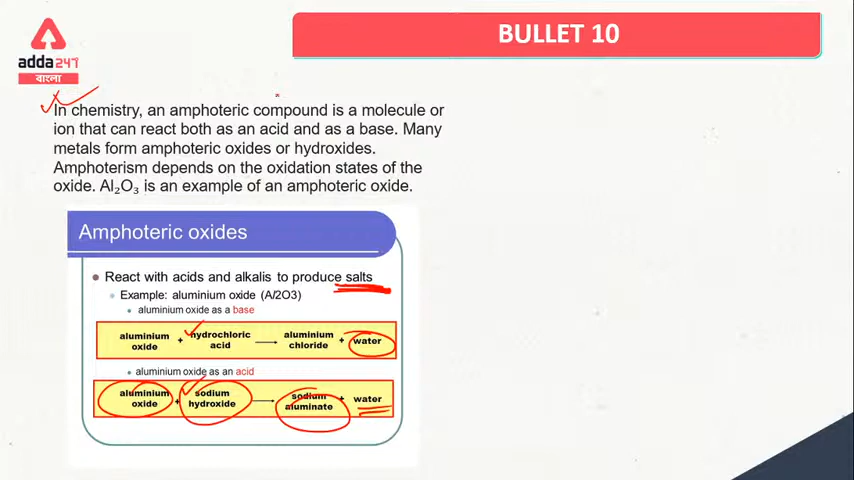 BULLET 10
adda247
বাংলা
In chemistry, an amphoteric compound is a molecule or
ion that can react both as an acid and as a base. Many
metals form amphoteric oxides or hydroxides.
Amphoterism depends on the oxidation states of the
oxide. Al₂O₃ is an example of an amphoteric oxide.
Amphoteric oxides
React with acids and alkalis to produce salts
Example: aluminium oxide (Al2O3)
aluminium oxide as a base
aluminium oxide + hydrochloric acid → aluminium chloride + water
aluminium oxide as an acid
aluminium oxide + sodium hydroxide → sodium aluminate + water